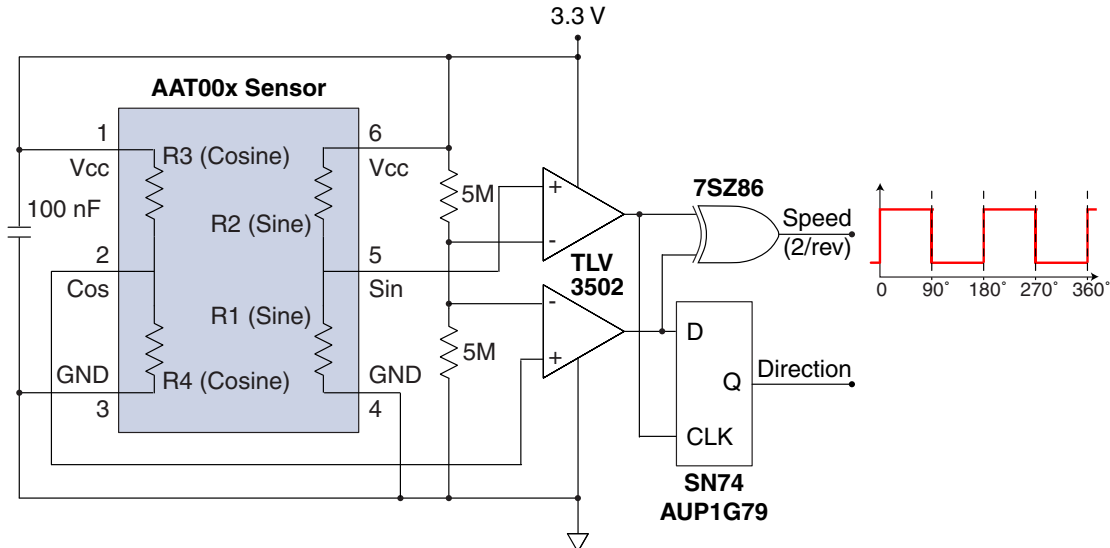 3.3 V
AAT00x Sensor
1
Vcc
R3 (Cosine)
6
Vcc
100 nF
R2 (Sine)
5M
2
Cos
5
Sin
R1 (Sine)
5M
GND
3
R4 (Cosine)
GND
4
+
-
TLV
3502
-
+
7SZ86
Speed
(2/rev)
D
Q
CLK
Direction
SN74
AUP1G79
0
90°
180°
270°
360°